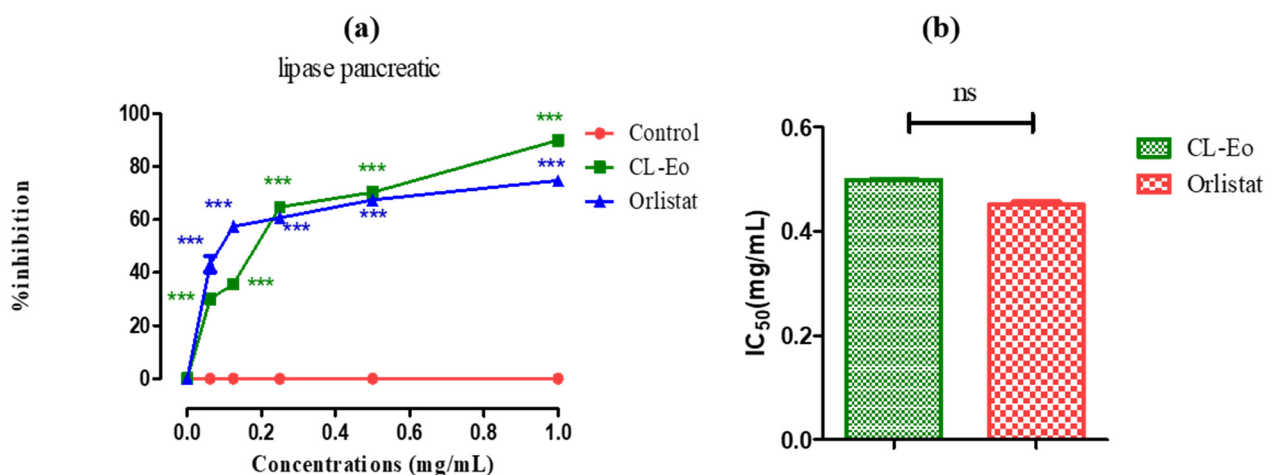 (a)
lipase pancreatic
%inhibition
100
80
60
40
20
0
***
***
***
***
***
***
***
***
***
***
0.0 0.2 0.4 0.6 0.8 1.0
Concentrations (mg/mL)
Control
CL-Eo
Orlistat
(b)
ns
IC50(mg/mL)
0.6
0.4
0.2
0.0
CL-Eo
Orlistat